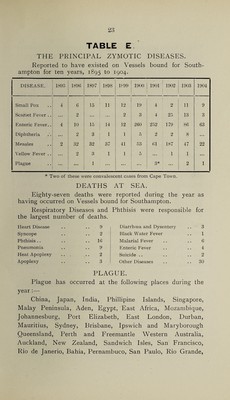 23
TABLE E.
THE PRINCIPAL ZYMOTIC DISEASES.
Reported to have existed on Vessels bound for South-
ampton for ten years, 1895 to 1904.
DISEASE. 1895 1896 1897 1898 1899 1900 1901 1902 1903 1904
Small Pox .. 4 6 15 11 12 19 4 2 11 9
Scarlet Fever .. ... 2 ... ... 2 3 4 25 23 3
Enteric Fever .. 4 10 15 14 12 260 252 170 86 63
Diphtheria .. ... 2 3 1 1 5 2 2 8 ...
Measles .. 2 32 32 37 41 53 61 187 47 22
Yellow Fever .. ... 2 3 1 1 5 ... 1 1 ...
Plague .. ... ... 1 ... ... ... 3* ... 2 1
* Two of these were convalescent cases from Cape Town.
DEATHS AT SEA.
Eighty-seven deaths were reported during the year as
having occurred on Vessels bound for Southampton.
Respiratory Diseases and Phthisis were responsible for
the largest number of deaths.
Heart Disease .. 9 Diarrhœa and Dysentery .. 3
Syncope .. 2 Black Water Fever .. 1
Phthisis .. 16 Malarial Fever .. 6
Pneumonia .. 9 Enteric Fever .. 4
Heat Apoplexy .. 2 Suicide .. 2
Apoplexy .. 3 Other Diseases .. 30
PLAGUE.
Plague has occurred at the following places during the
year :—
China, Japan, India, Phillipine Islands, Singapore,
Malay Peninsula, Aden, Egypt, East Africa, Mozambique,
Johannesburg, Port Elizabeth, East London, Durban,
Mauritius, Sydney, Brisbane, Ipswich and Maryborough
Queensland, Perth and Freemantle Western Australia,
Auckland, New Zealand, Sandwich Isles, San Francisco,
Rio de Janerio, Bahia, Pernambuco, San Paulo, Rio Grande,